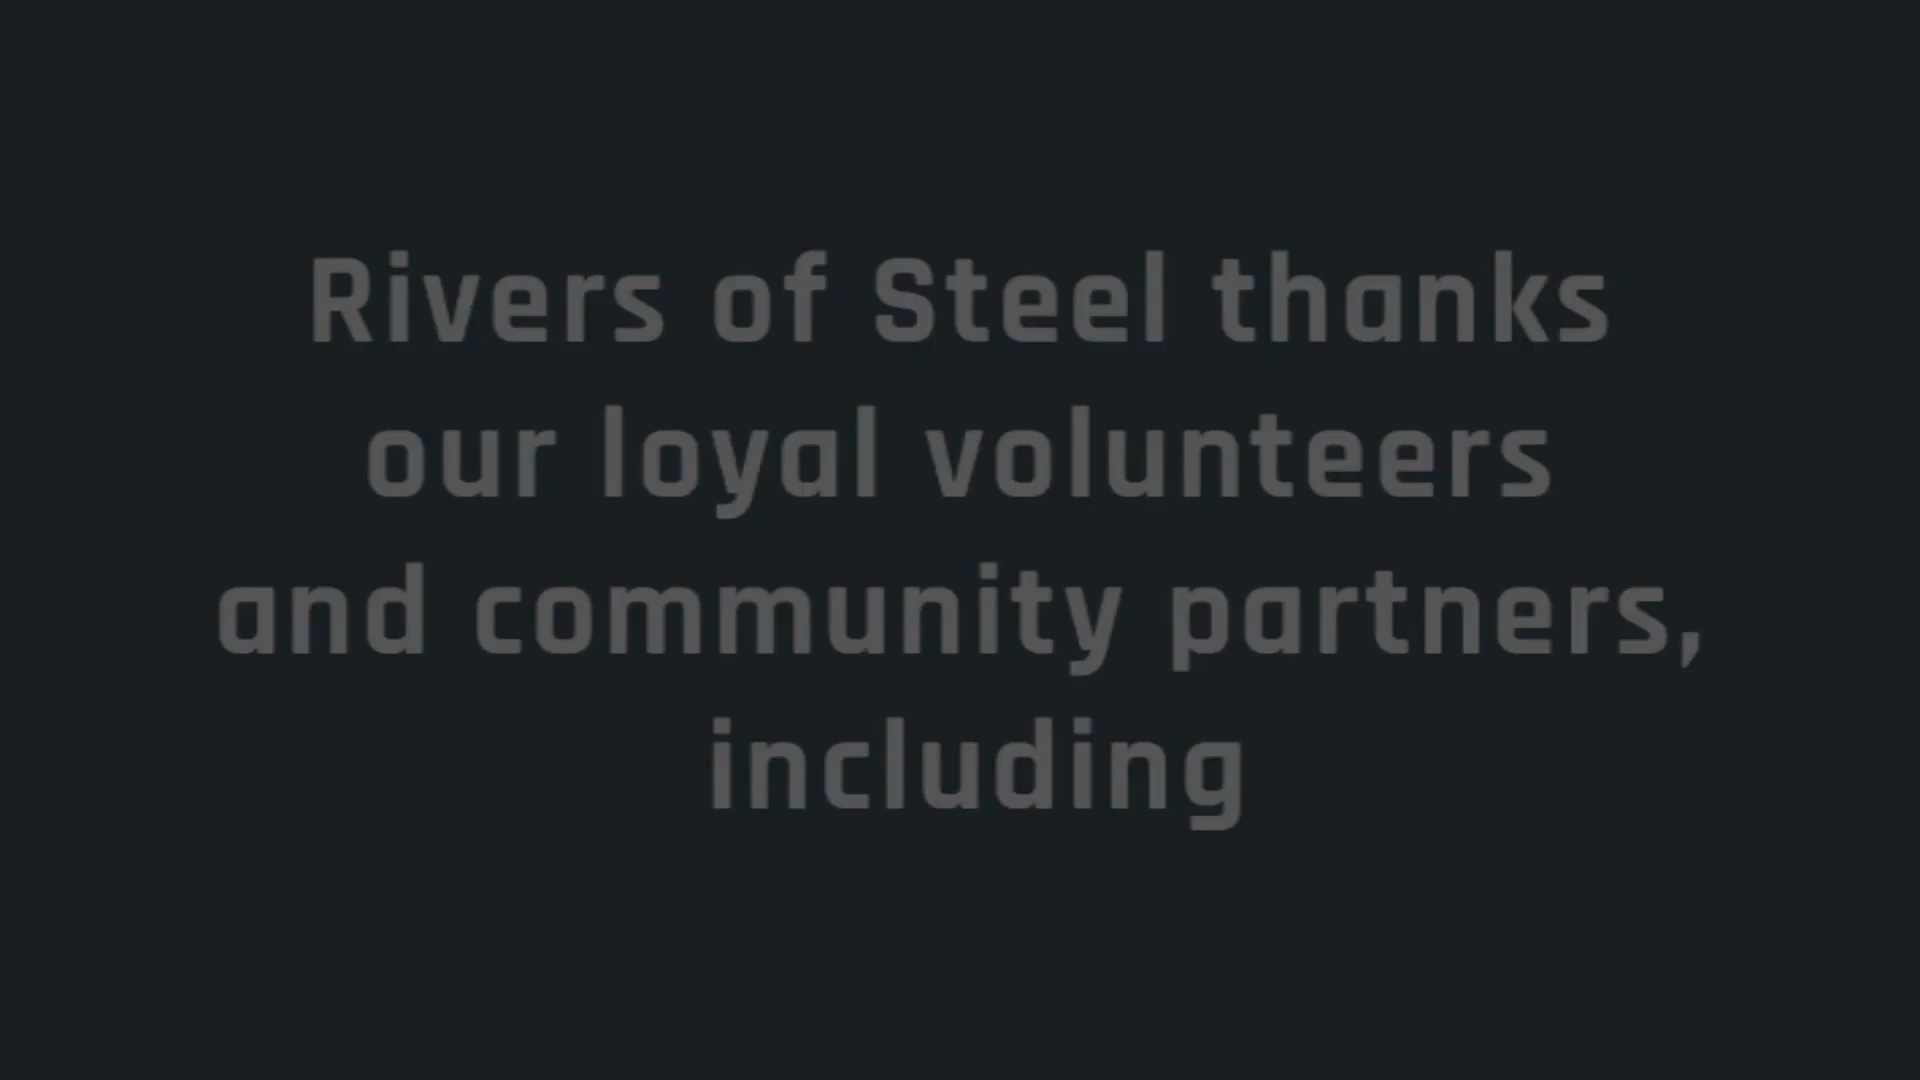 Rivers of Steel thanks
our loyal volunteers
and community partners,
including